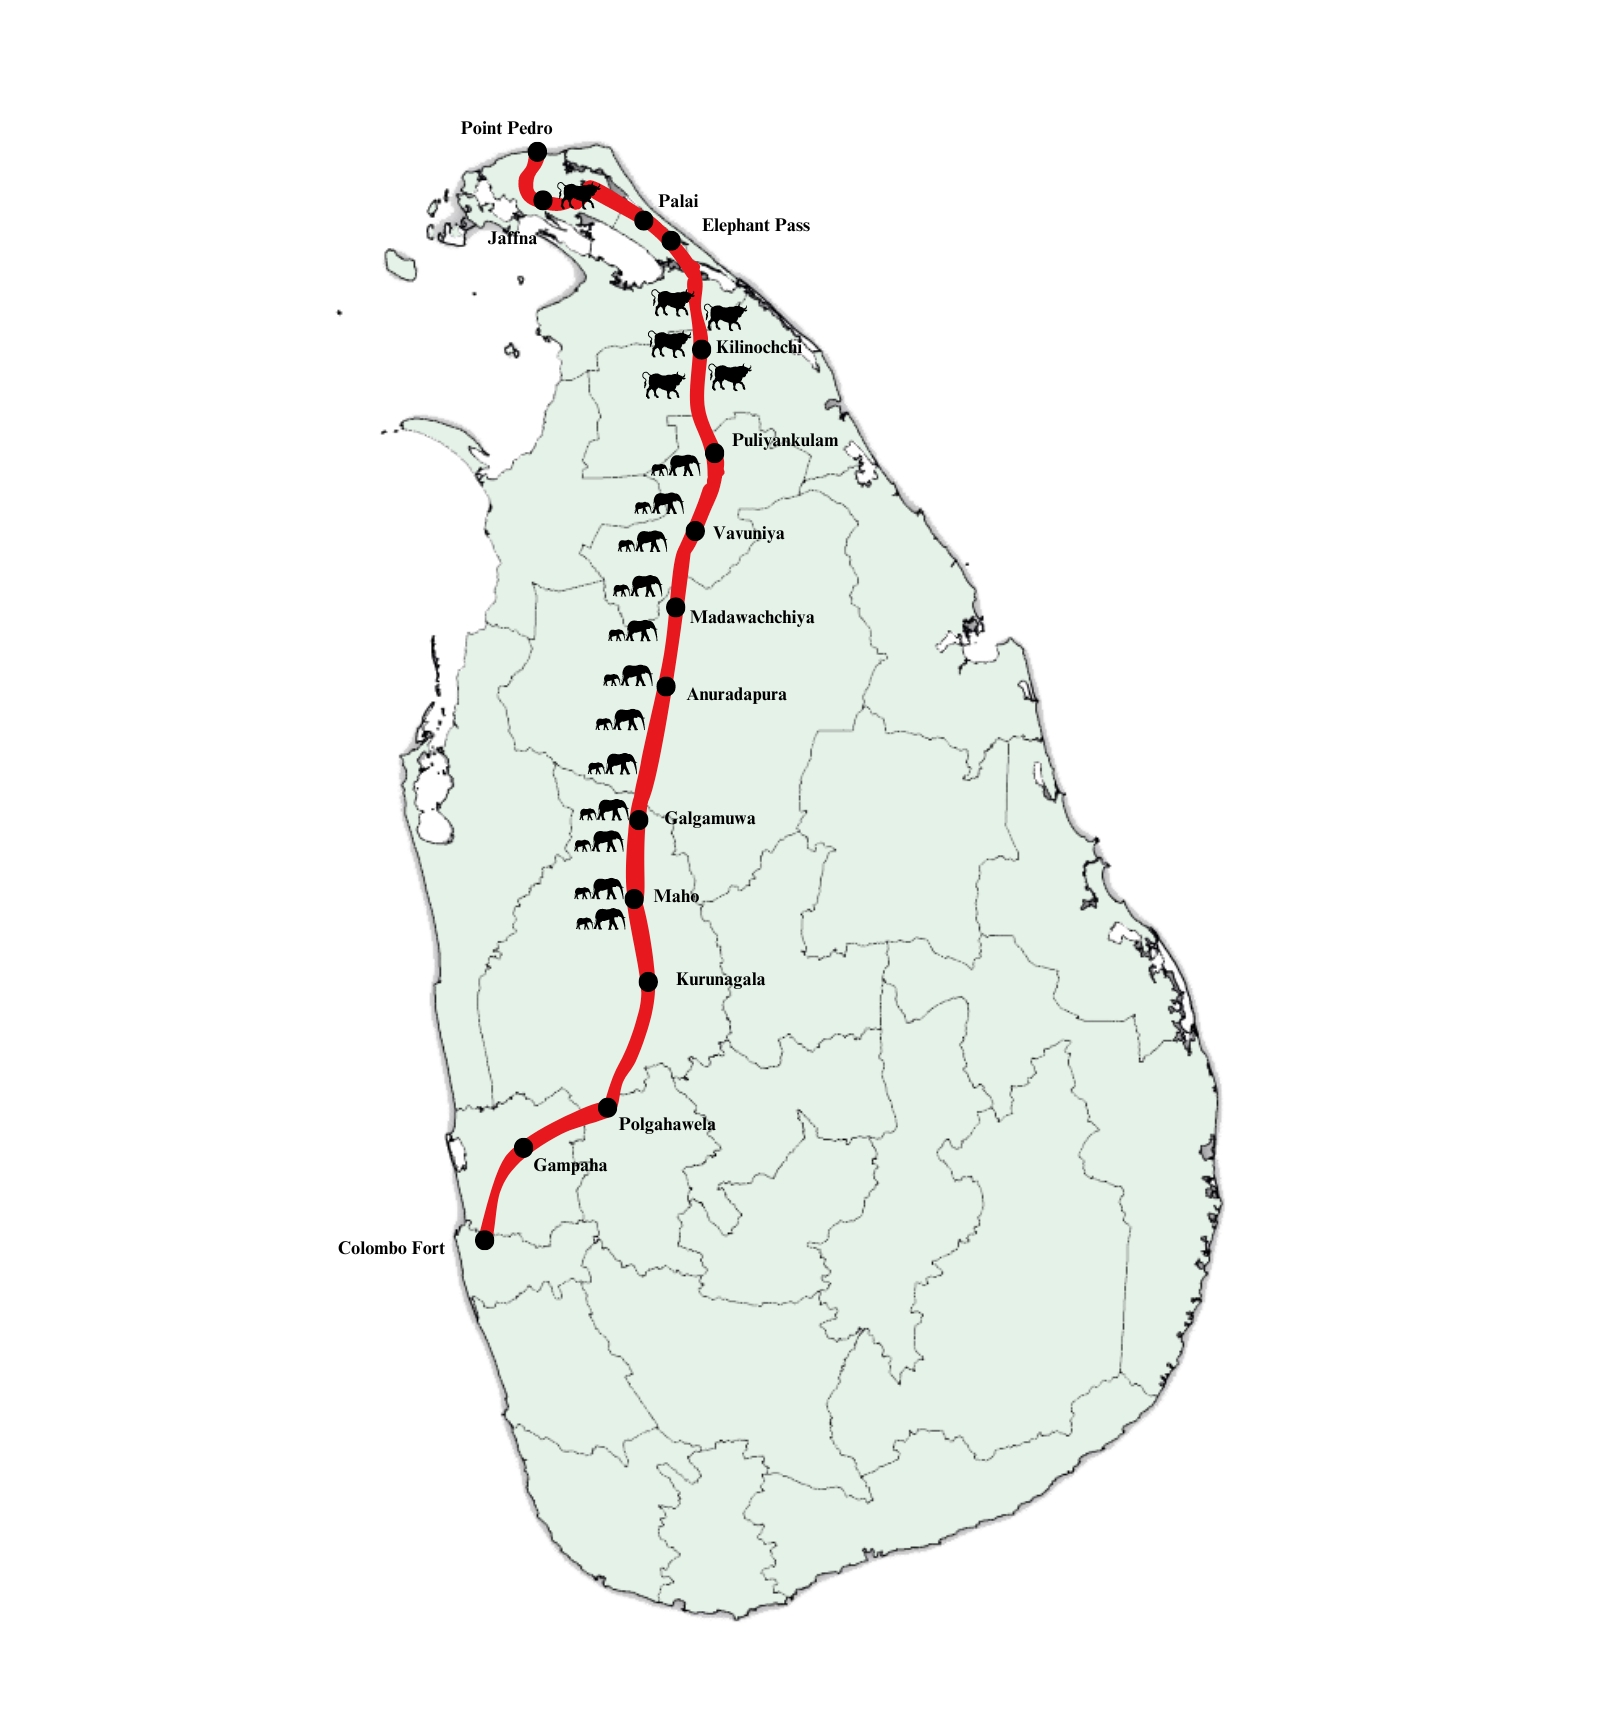 Point Pedro
Palai
Elephant Pass
Jaffna
Kilinochchi
Puliyankulam
Vavuniya
Madawachchiya
Anuradapura
Galgamuwa
Maho
Kurunagala
Polgahawela
Gampaha
Colombo Fort